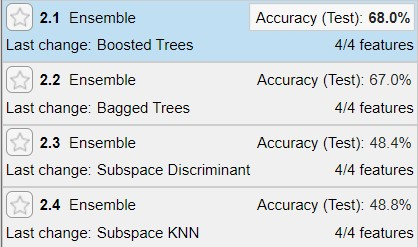 2.1 Ensemble Accuracy (Test): 68.0%
Last change: Boosted Trees 4/4 features
2.2 Ensemble Accuracy (Test): 67.0%
Last change: Bagged Trees 4/4 features
2.3 Ensemble Accuracy (Test): 48.4%
Last change: Subspace Discriminant 4/4 features
2.4 Ensemble Accuracy (Test): 48.8%
Last change: Subspace KNN 4/4 features